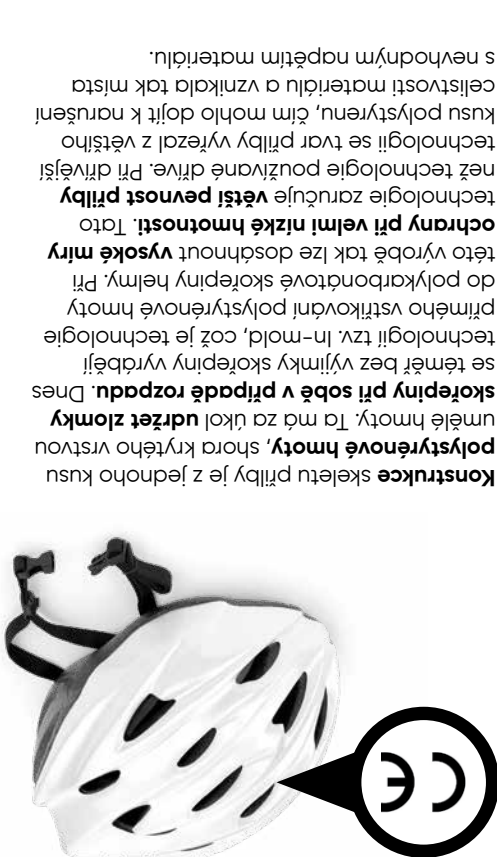 CE
Konstrukce skeletu přilby je z jednoho kusu
polystyrénové hmoty, shora krytého vrstvou
umělé hmoty. Ta má za úkol udržet zlomky
skořepiny při sobě v případě rozpadu. Dnes
se téměř bez výjimky skořepiny vyrábějí
technologií tzv. In-mold, což je technologie
přímého vstřikování polystyrénové hmoty
do polykarbonátové skořepiny helmy. Při
této výrobě tak lze dosáhnout vysoké míry
ochrany při velmi nízké hmotnosti. Tato
technologie zaručuje větší pevnost přilby
než technologie používané dříve. Při dřívější
technologii se tvar přilby vyřezal z většího
kusu polystyrenu, čím mohlo dojít k narušení
celistvosti materiálu a vznikala tak místa
s nevhodným napětím materiálu.